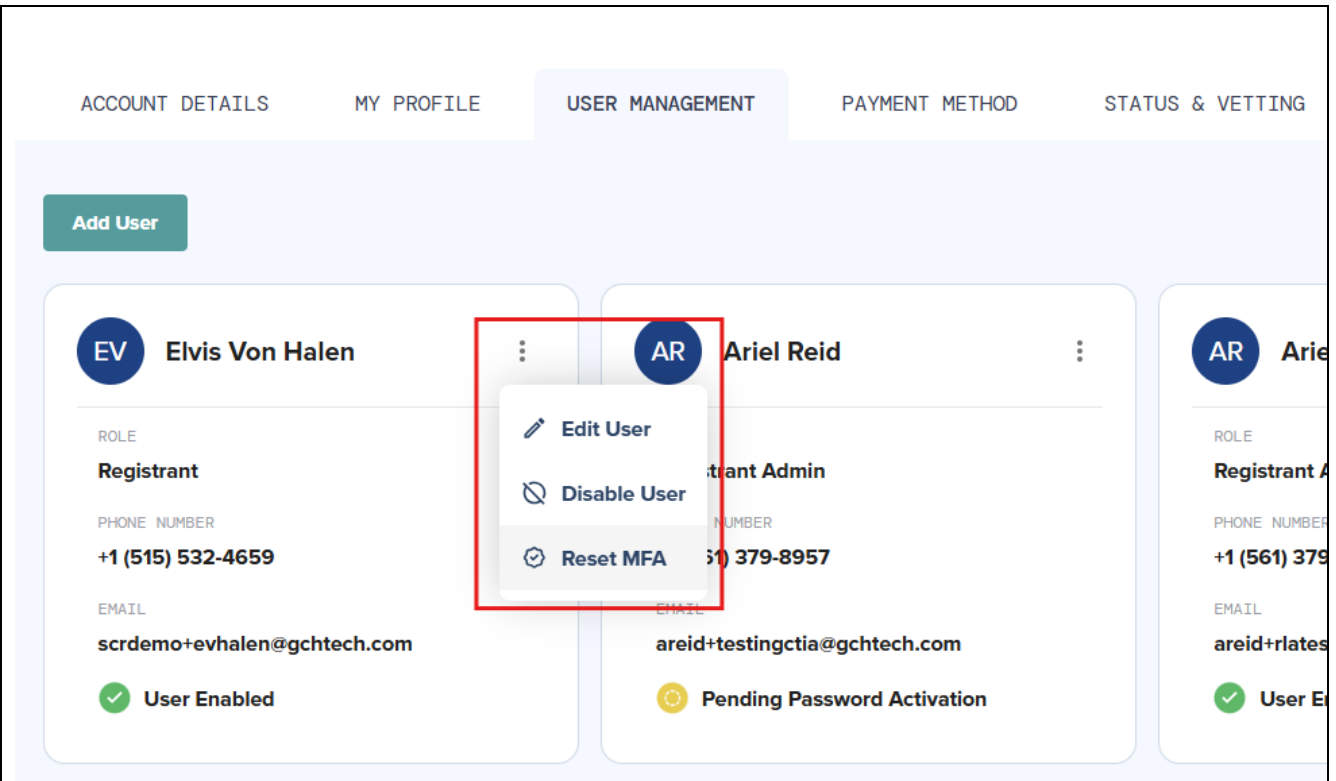 ACCOUNT DETAILS MY PROFILE USER MANAGEMENT PAYMENT METHOD STATUS & VETTING
Add User
EV Elvis Von Halen
ROLE
Registrant
PHONE NUMBER
+1 (515) 532-4659
EMAIL
scrdemo+evhalen@gchtech.com
User Enabled
Edit User
Disable User
Reset MFA
AR Ariel Reid
strant Admin
NUMBER
51) 379-8957
EMAIL
areid+testingctia@gchtech.com
Pending Password Activation
AR Arie
ROLE
Registrant A
PHONE NUMBER
+1 (561) 379
EMAIL
areid+rlates
User E